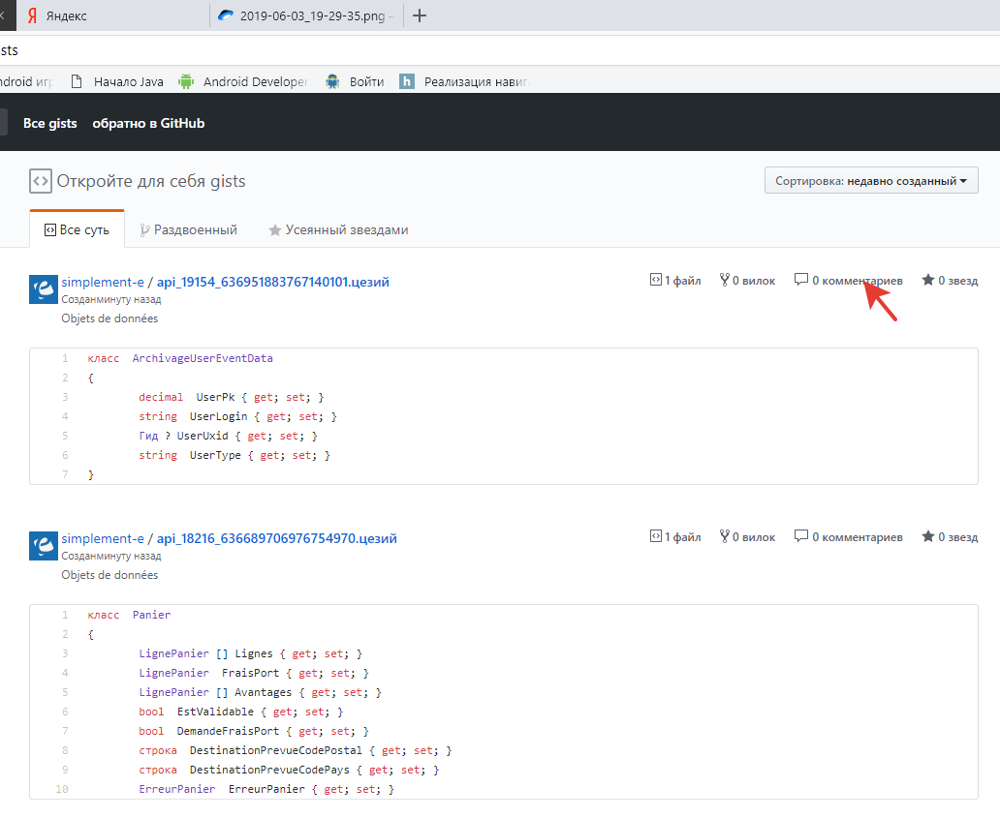 Яндекс
2019-06-03_19-29-35.png
sts
Начало Java
Android Developer
Войти
Реализация навиг
Все gists обратно в GitHub
Откройте для себя gists
Сортировка: недавно созданный
Все суть
Раздвоенный
Усеянный звездами
simplement-e / api_19154_636951883767140101.цезий
1 файл
0 вилок
0 комментариев
0 звезд
Созданминуту назад
Objets de données
1 класс ArchivageUserEventData
2 {
3 decimal UserPk { get; set; }
4 string UserLogin { get; set; }
5 Гид ? UserUxid { get; set; }
6 string UserType { get; set; }
7 }
simplement-e / api_18216_636689706976754970.цезий
1 файл
0 вилок
0 комментариев
0 звезд
Созданминуту назад
Objets de données
1 класс Panier
2 {
3 LignePanier [] Lignes { get; set; }
4 LignePanier FraisPort { get; set; }
5 LignePanier [] Avantages { get; set; }
6 bool EstValidable { get; set; }
7 bool DemandeFraisPort { get; set; }
8 строка DestinationPrevueCodePostal { get; set; }
9 строка DestinationPrevueCodePays { get; set; }
10 ErreurPanier ErreurPanier { get; set; }